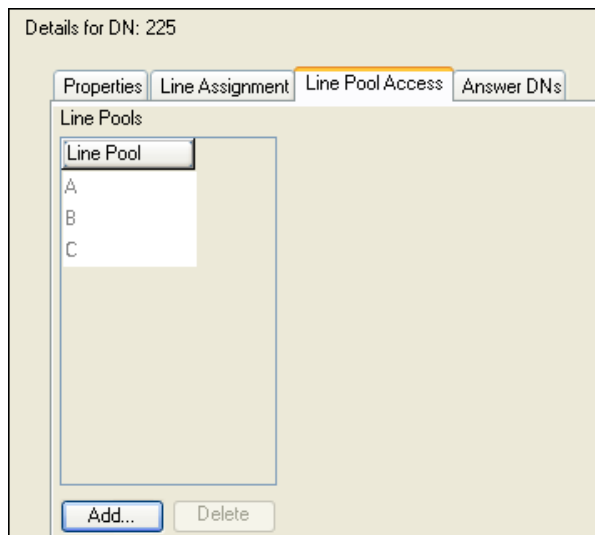 Details for DN: 225
Properties Line Assignment Line Pool Access Answer DNs
Line Pools
Line Pool
A
B
C
Add... Delete